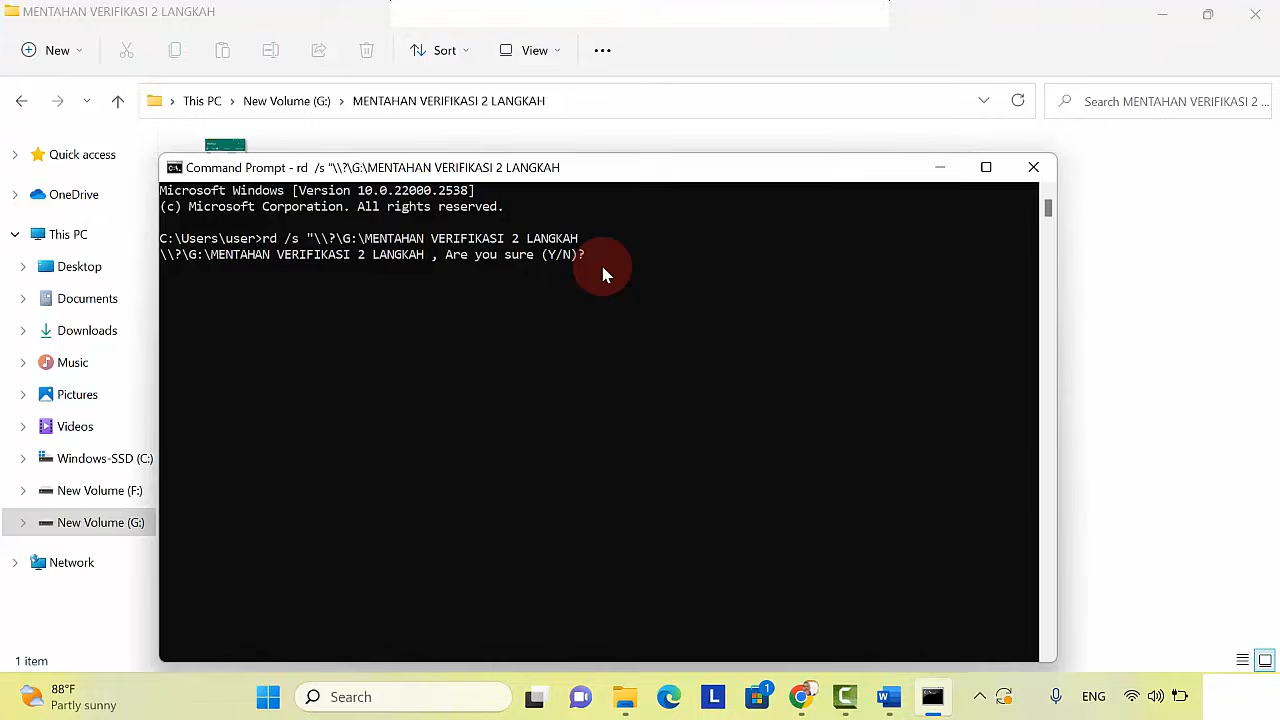 MENTAHAN VERIFIKASI 2 LANGKAH
New
Sort
View
This PC
New Volume (G:)
MENTAHAN VERIFIKASI 2 LANGKAH
Search MENTAHAN VERIFIKASI 2 ...
Quick access
OneDrive
This PC
Desktop
Documents
Downloads
Music
Pictures
Videos
Windows-SSD (C:)
New Volume (F:)
New Volume (G:)
Network
Command Prompt - rd /s "\\?\G:\MENTAHAN VERIFIKASI 2 LANGKAH
Microsoft Windows [Version 10.0.22000.2538]
(c) Microsoft Corporation. All rights reserved.
C:\Users\user>rd /s "\\?\G:\MENTAHAN VERIFIKASI 2 LANGKAH
\\?\G:\MENTAHAN VERIFIKASI 2 LANGKAH , Are you sure (Y/N)?
1 item
88°F
Partly sunny
Search
L
1
ENG